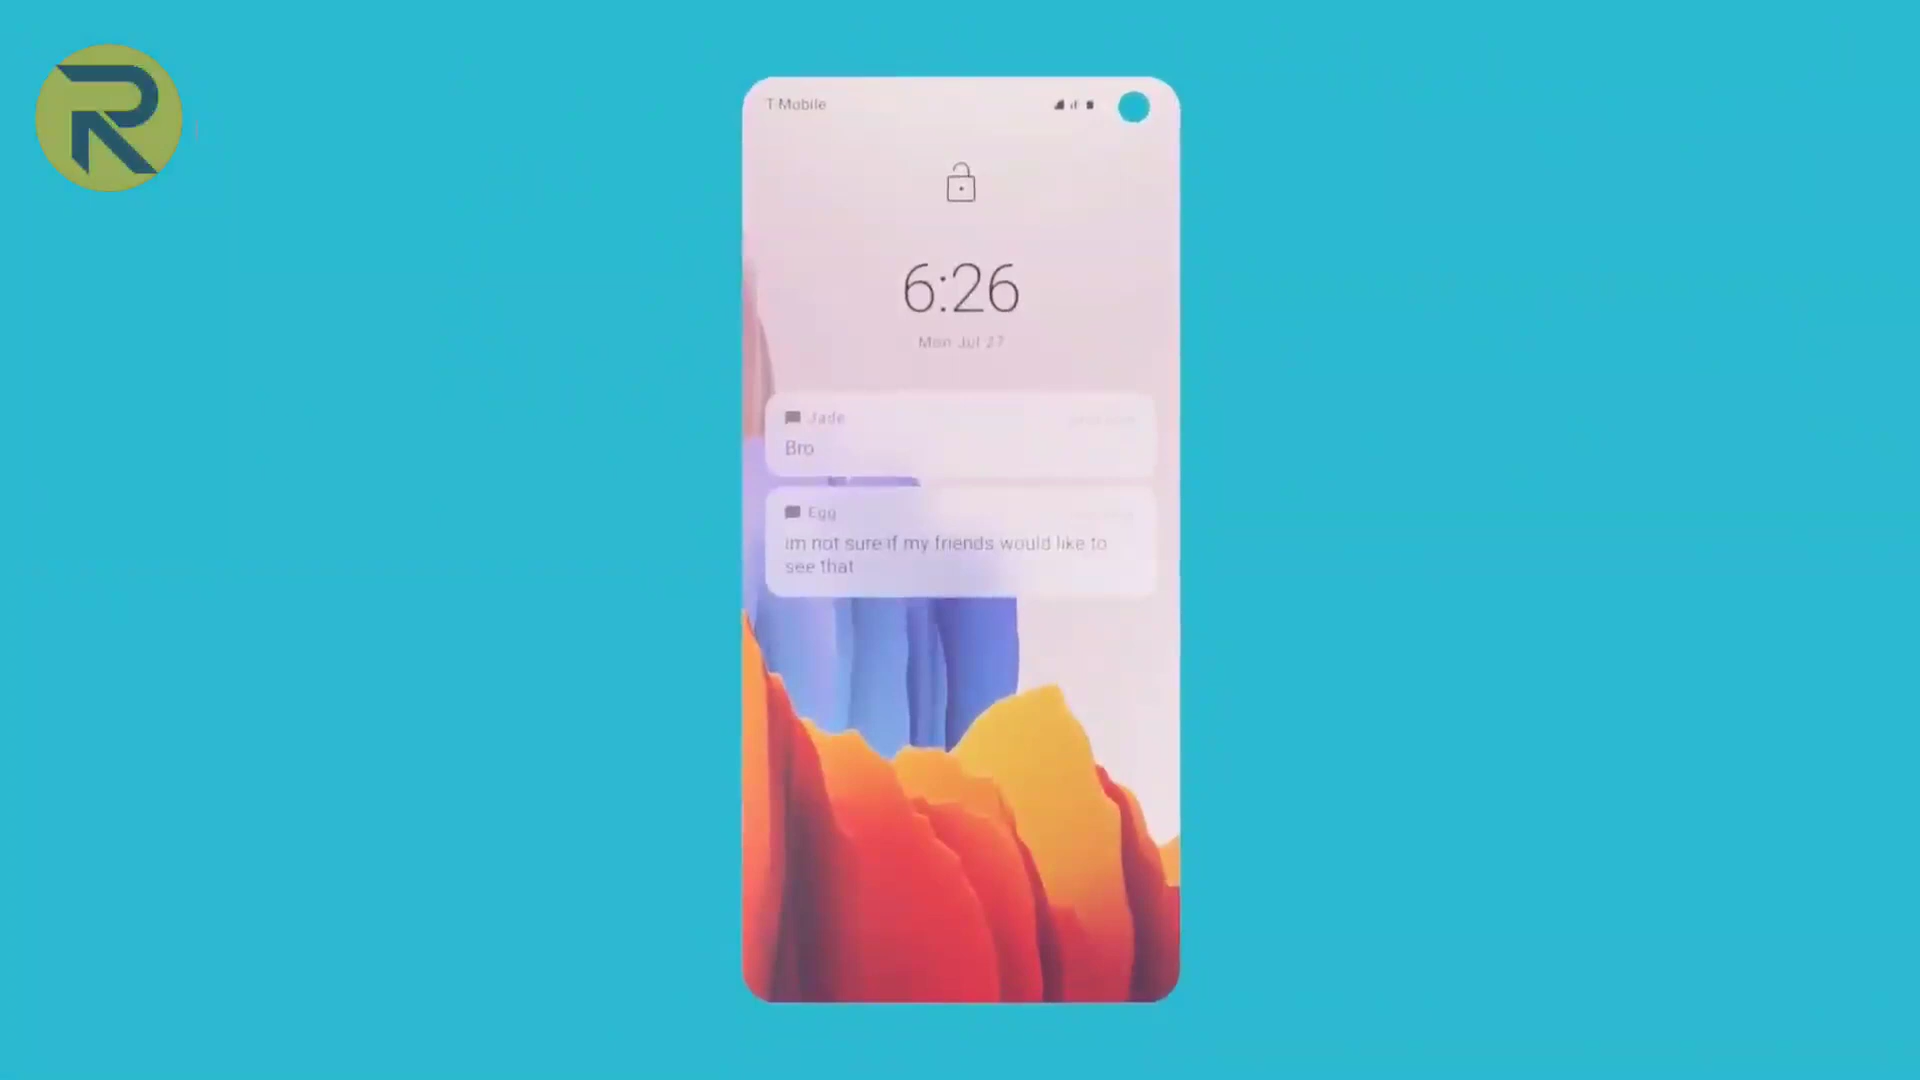 R
T Mobile
6:26
Mon Jul 27
Jade
Bro
Egg
im not sure if my friends would like to
see that